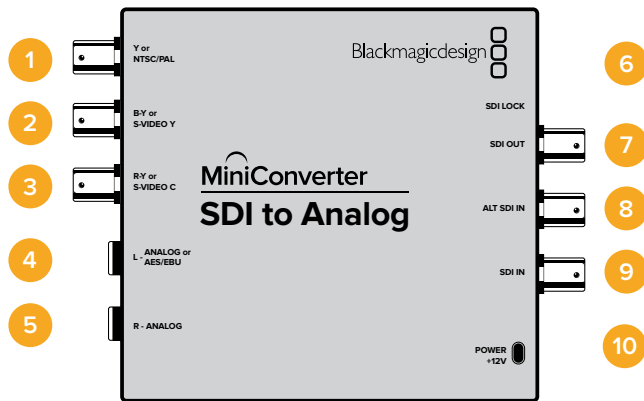 1
Y or
NTSC/PAL
2
B-Y or
S-VIDEO Y
3
R-Y or
S-VIDEO C
4
L - ANALOG or
AES/EBU
5
R - ANALOG
Blackmagicdesign
MiniConverter
SDI to Analog
6
SDI LOCK
SDI OUT
7
ALT SDI IN
8
SDI IN
9
POWER
+12V
10